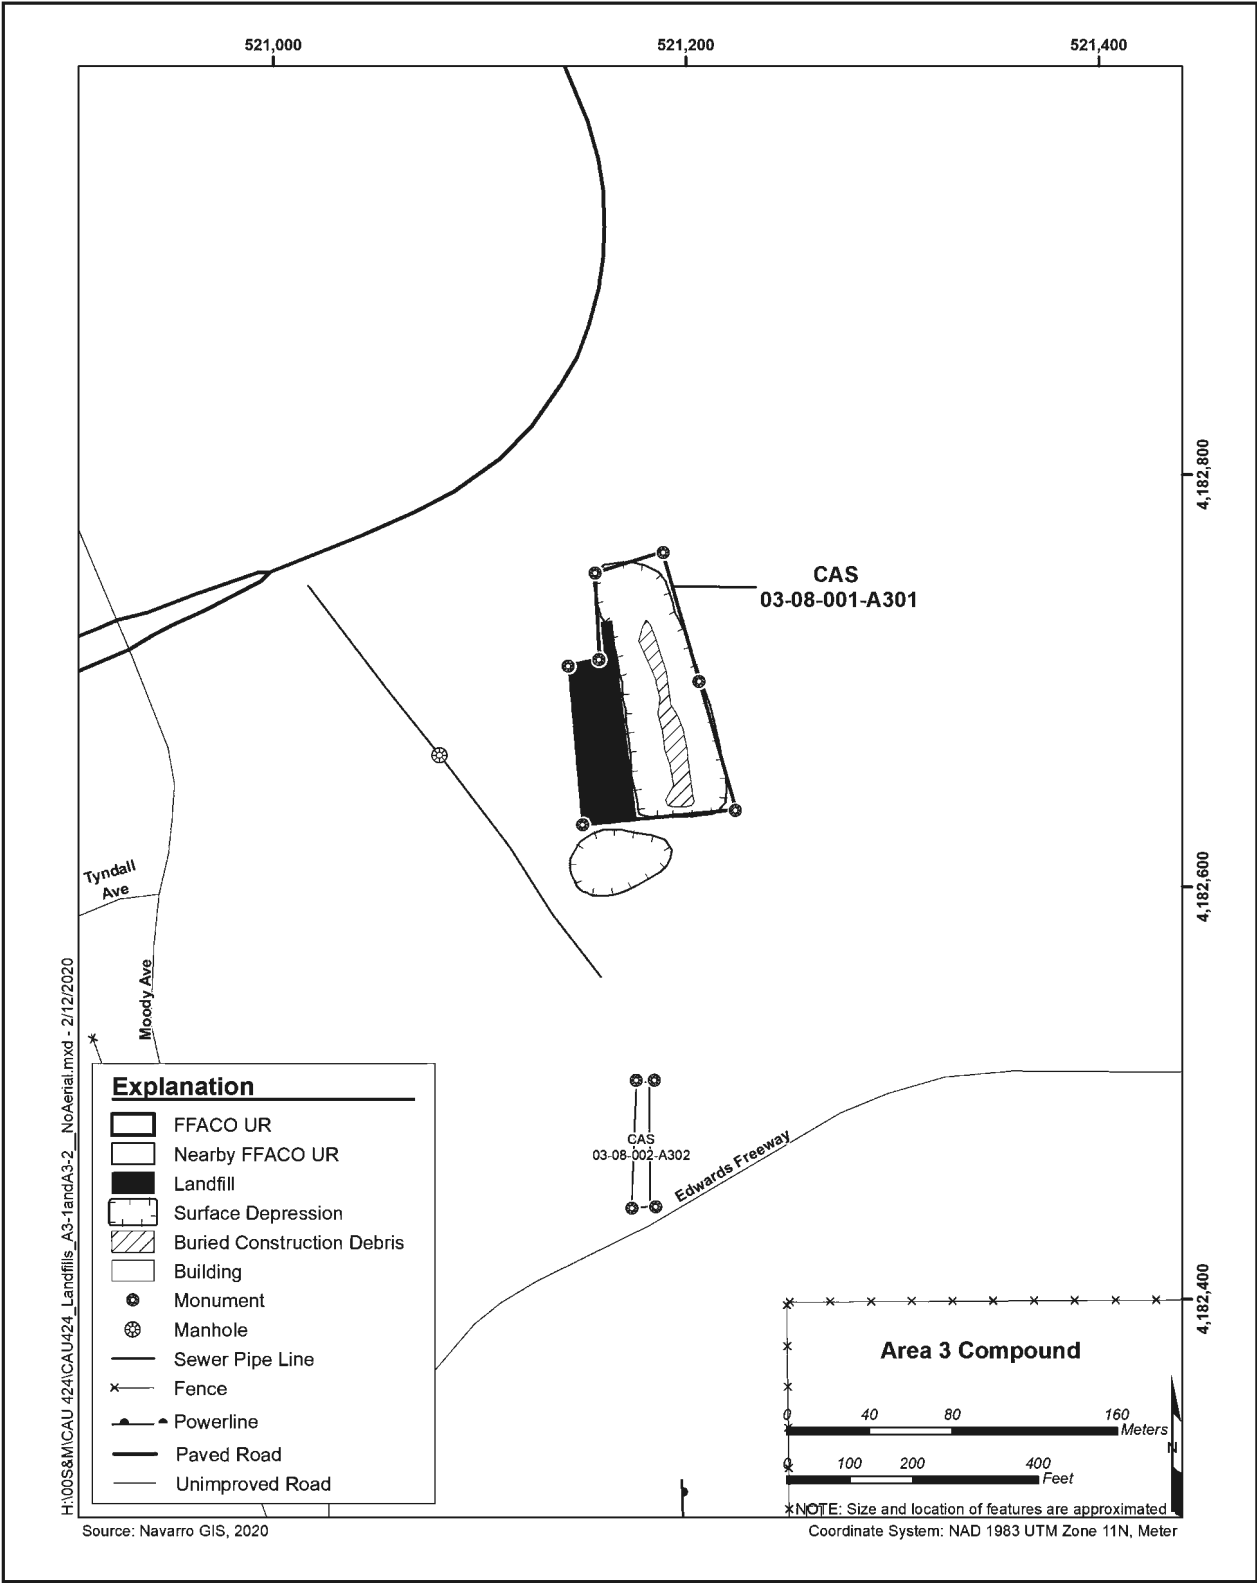 521,000
521,200
521,400
4,182,800
CAS
03-08-001-A301
4,182,600
Tyndall
Ave
Moody Ave
CAS
03-08-002-A302
Edwards Freeway
4,182,400
Area 3 Compound
0 40 80 160
Meters
0 100 200 400
Feet
N
NOTE: Size and location of features are approximated
Explanation
FFACO UR
Nearby FFACO UR
Landfill
Surface Depression
Buried Construction Debris
Building
Monument
Manhole
Sewer Pipe Line
Fence
Powerline
Paved Road
Unimproved Road
H:\00S&M\CAU 424\CAU424_Landfills_A3-1andA3-2__NoAerial.mxd - 2/12/2020
Source: Navarro GIS, 2020
Coordinate System: NAD 1983 UTM Zone 11N, Meter